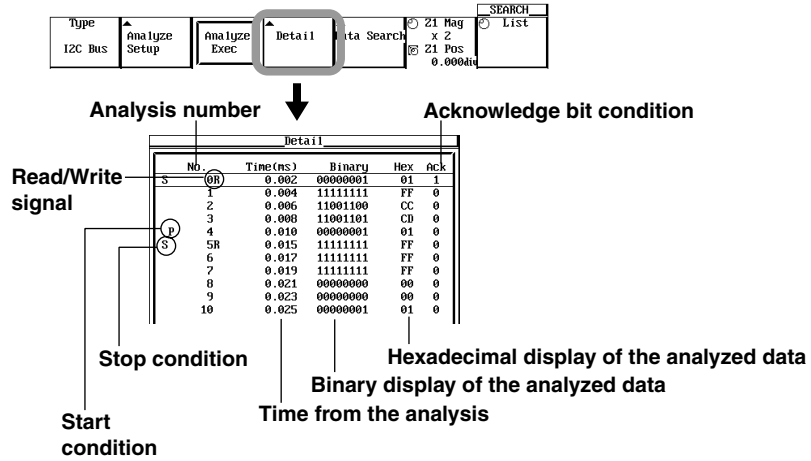 SEARCH
Type
I2C Bus
Analyze
Setup
Analyze
Exec
Detail
Data Search
Z1 Mag
x 2
Z1 Pos
0.000div
List
Analysis number
Acknowledge bit condition
Detail
No. Time(ms) Binary Hex Ack
S 0R 0.002 00000001 01 1
1 0.004 11111111 FF 0
2 0.006 11001100 CC 0
3 0.008 11001101 CD 0
p 4 0.010 00000001 01 0
S 5R 0.015 11111111 FF 0
6 0.017 11111111 FF 0
7 0.019 11111111 FF 0
8 0.021 00000000 00 0
9 0.023 00000000 00 0
10 0.025 00000001 01 0
Read/Write
signal
Stop condition
Hexadecimal display of the analyzed data
Binary display of the analyzed data
Time from the analysis
Start
condition